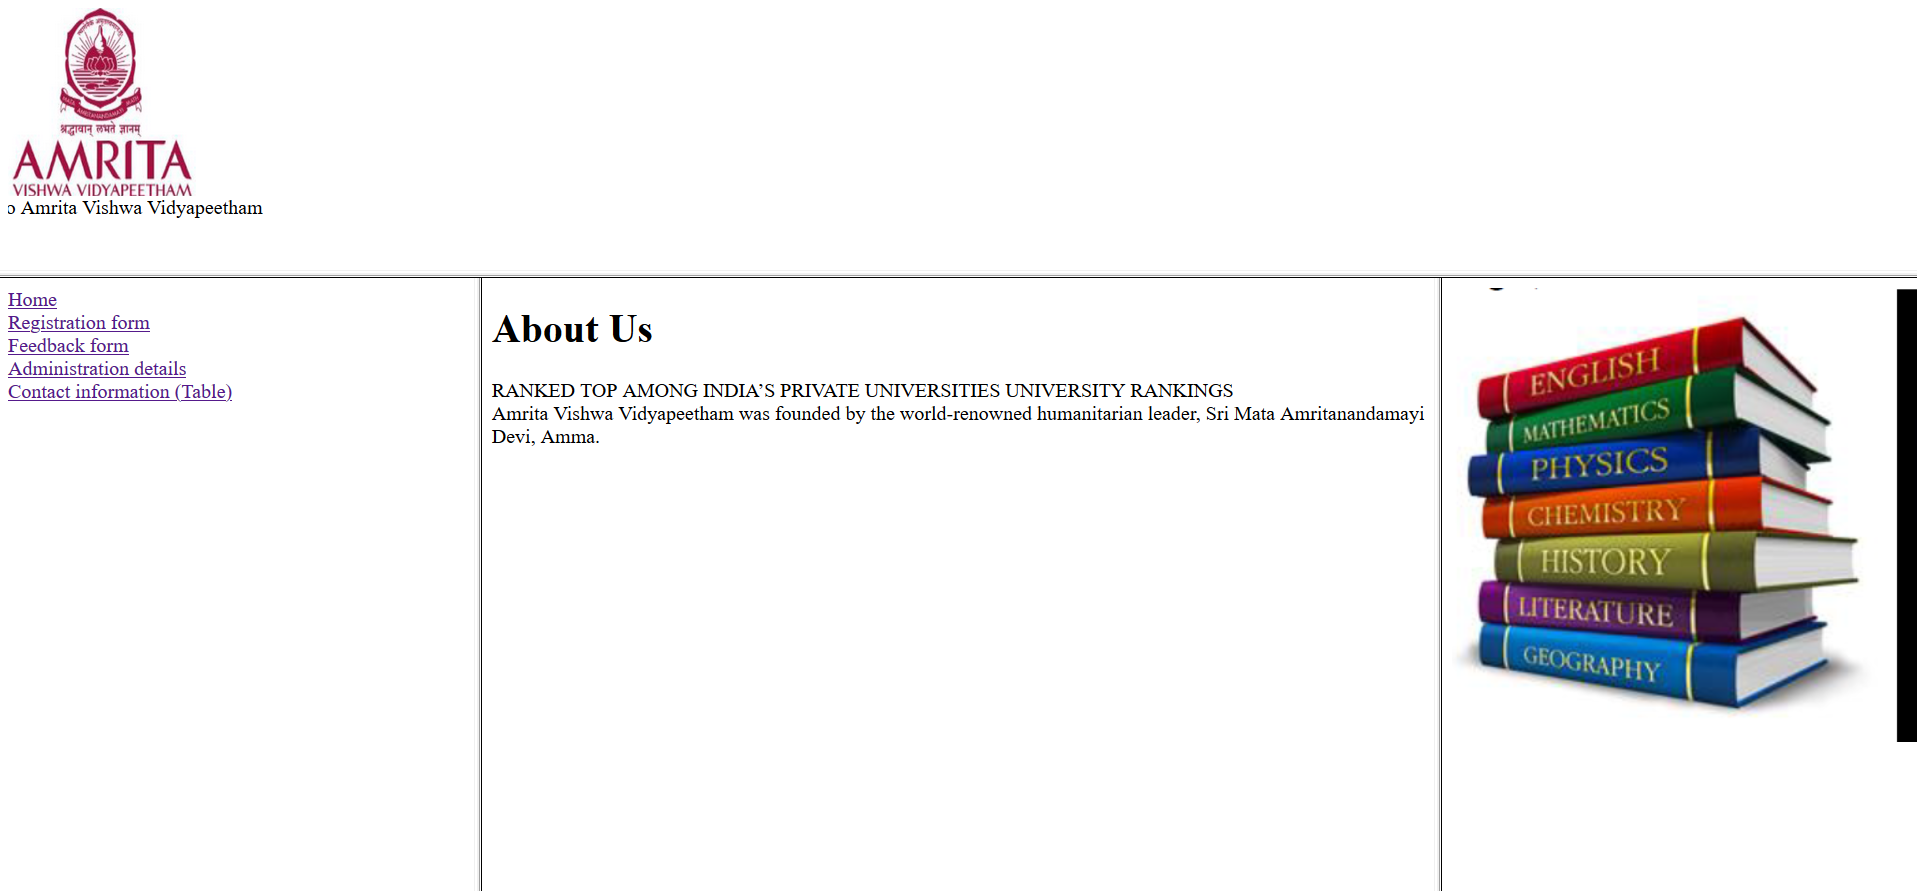 श्रद्धावान् लभते ज्ञानम्
AMRITA
VISHWA VIDYAPEETHAM
o Amrita Vishwa Vidyapeetham
Home
Registration form
Feedback form
Administration details
Contact information (Table)
About Us
RANKED TOP AMONG INDIA’S PRIVATE UNIVERSITIES UNIVERSITY RANKINGS
Amrita Vishwa Vidyapeetham was founded by the world-renowned humanitarian leader, Sri Mata Amritanandamayi
Devi, Amma.
ENGLISH
MATHEMATICS
PHYSICS
CHEMISTRY
HISTORY
LITERATURE
GEOGRAPHY